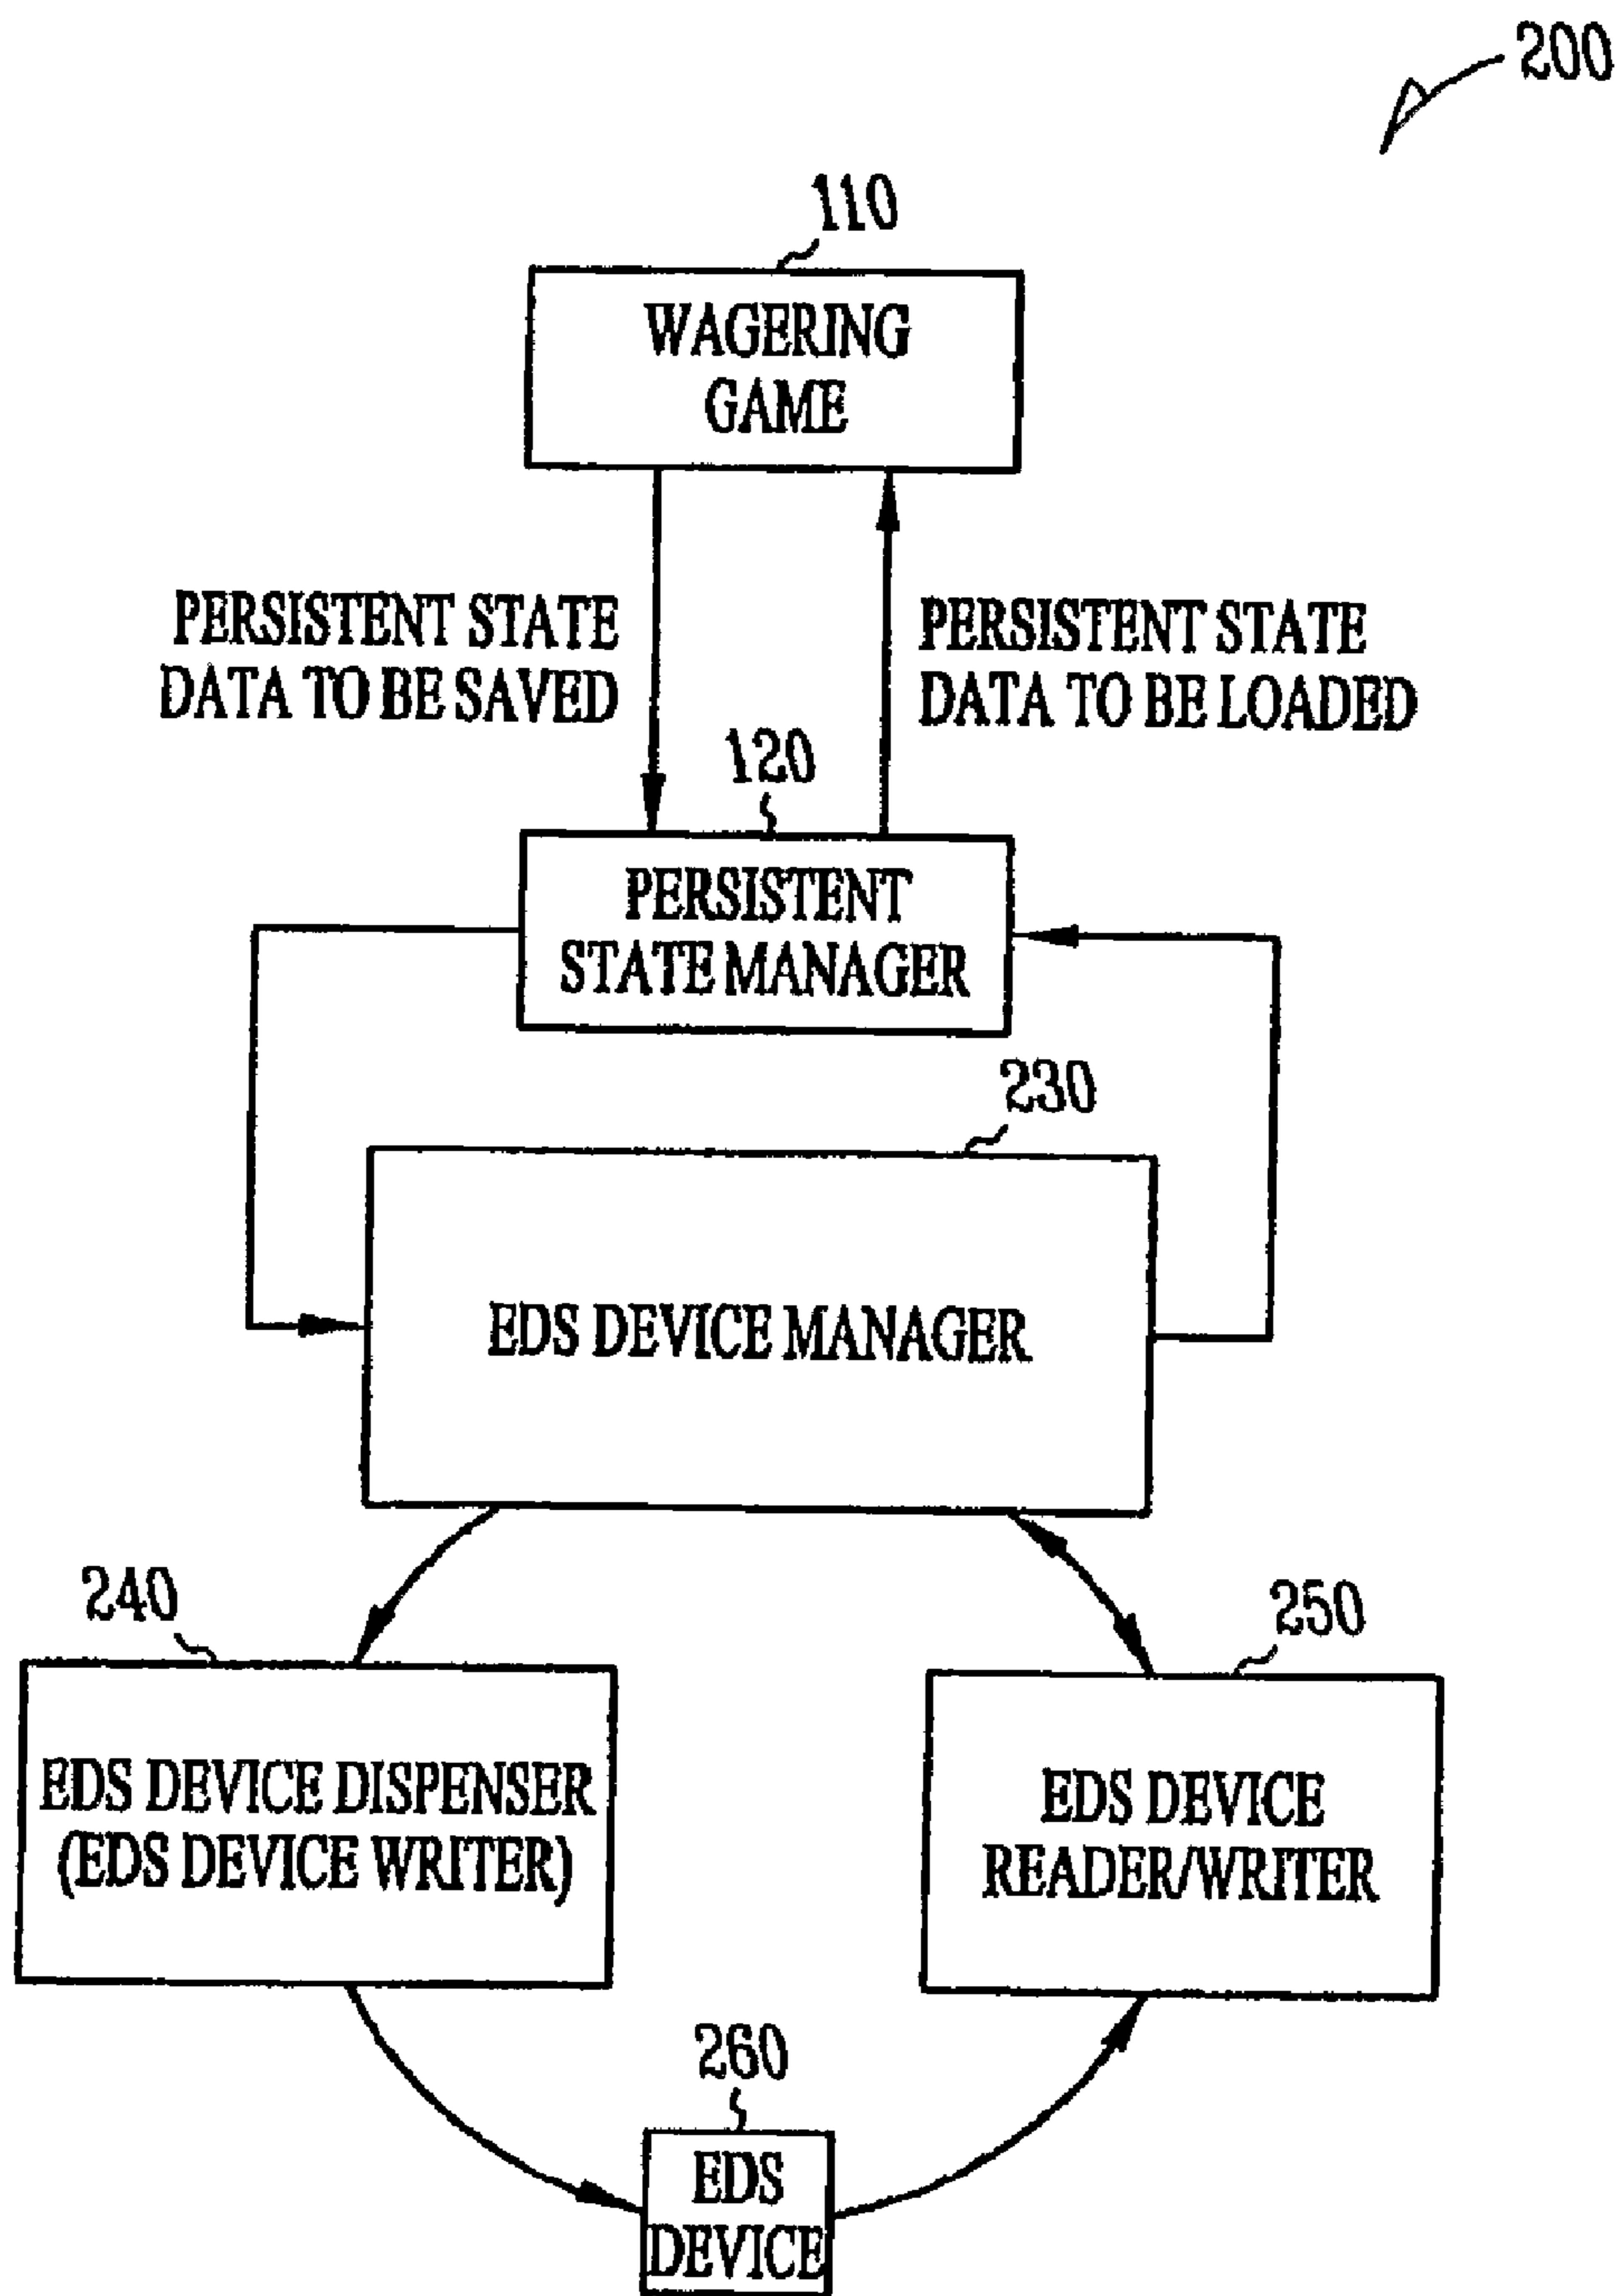 200
110
WAGERING
GAME
PERSISTENT STATE
DATA TO BE SAVED
PERSISTENT STATE
DATA TO BE LOADED
120
PERSISTENT
STATE MANAGER
230
EDS DEVICE MANAGER
240
EDS DEVICE DISPENSER
(EDS DEVICE WRITER)
250
EDS DEVICE
READER/WRITER
260
EDS
DEVICE